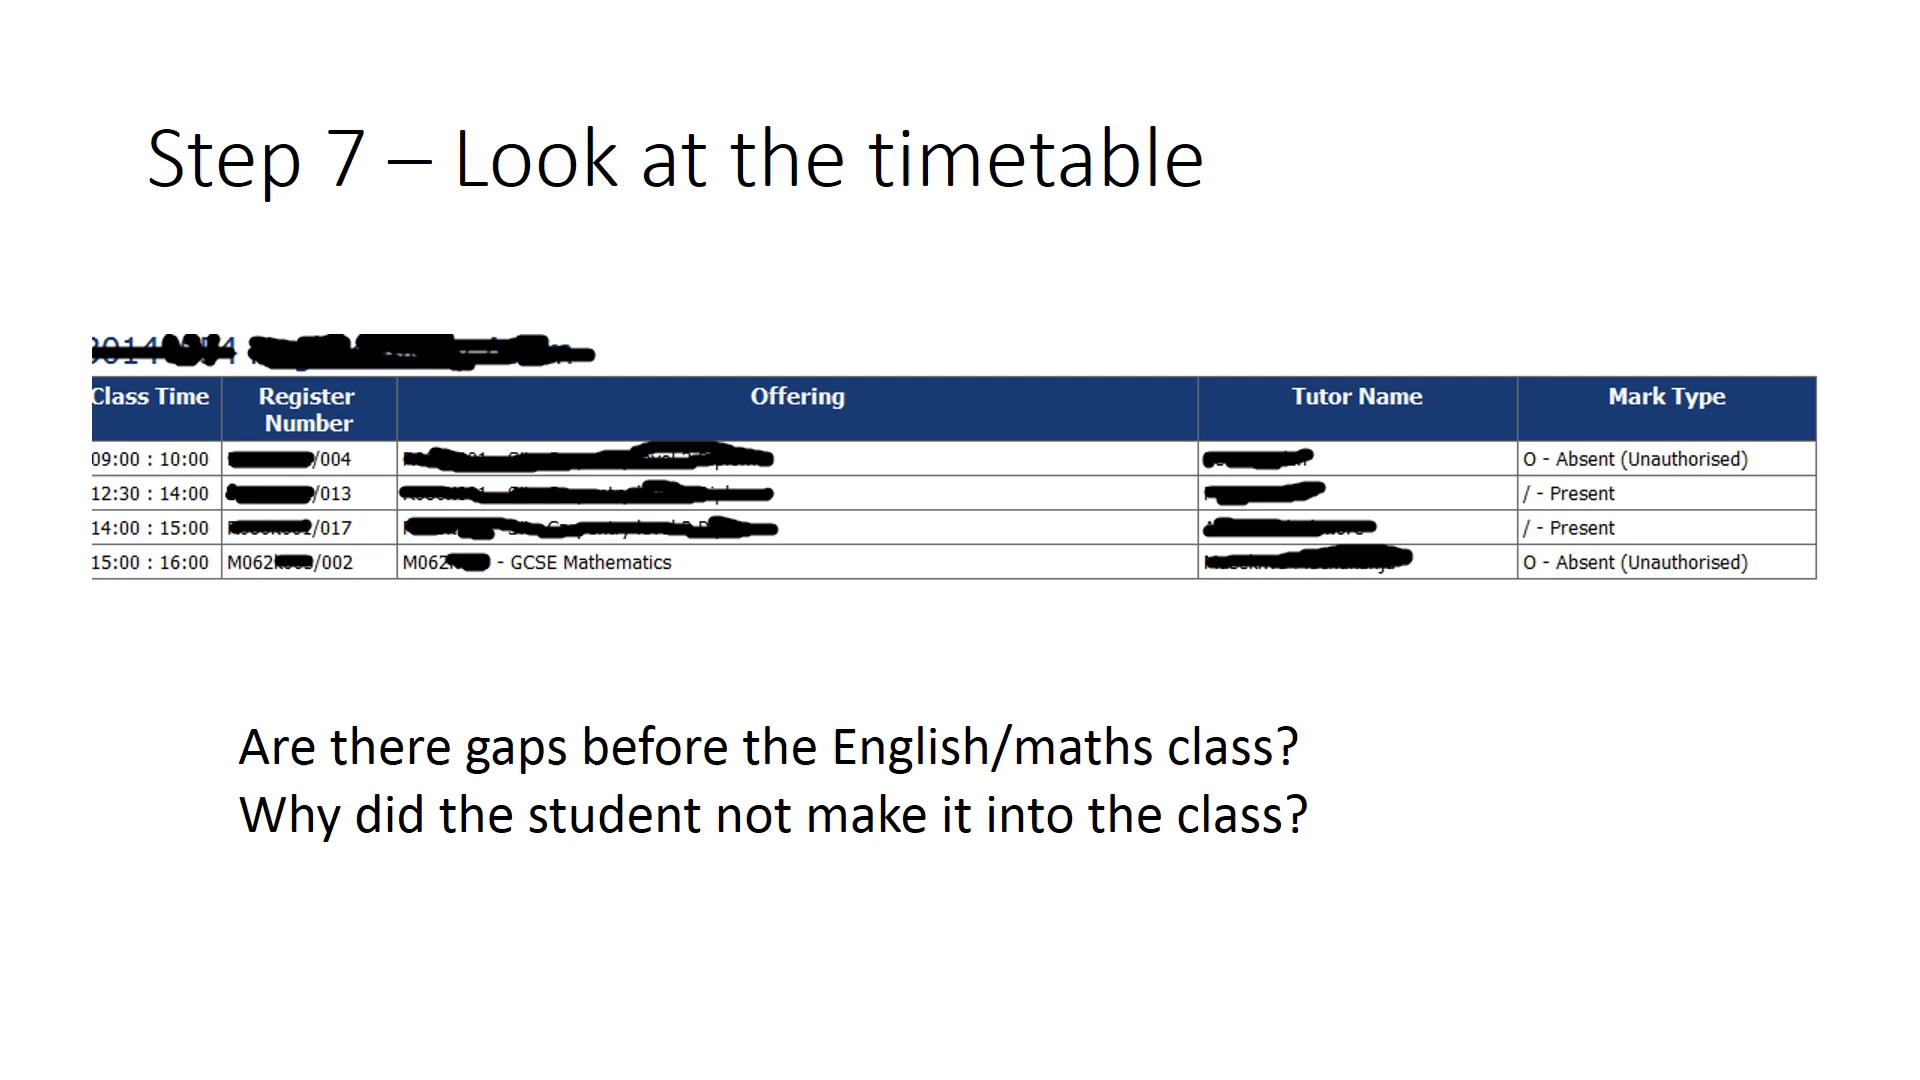 Step 7 – Look at the timetable
Class Time Register Number Offering Tutor Name Mark Type
09:00 : 10:00 /004 O - Absent (Unauthorised)
12:30 : 14:00 /013 / - Present
14:00 : 15:00 /017 / - Present
15:00 : 16:00 M062 /002 M062 - GCSE Mathematics O - Absent (Unauthorised)
Are there gaps before the English/maths class?
Why did the student not make it into the class?